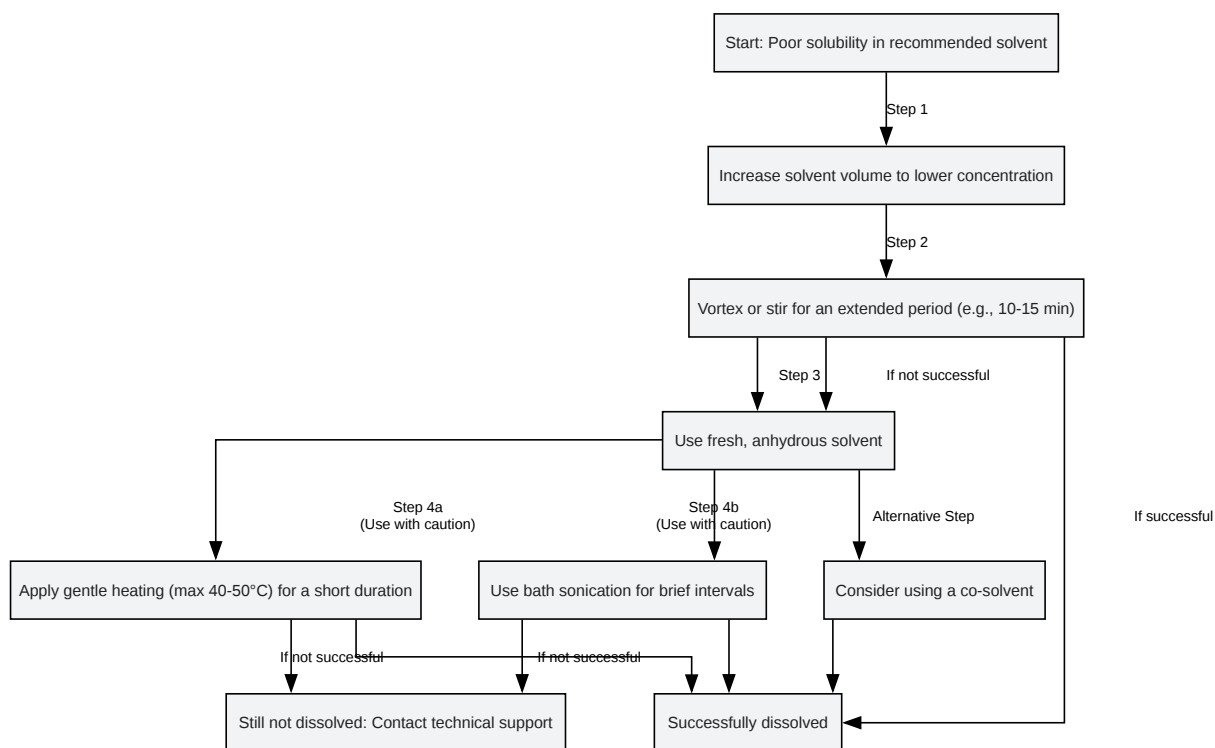 Start: Poor solubility in recommended solvent
Step 1
Increase solvent volume to lower concentration
Step 2
Vortex or stir for an extended period (e.g., 10-15 min)
Step 3
If not successful
Use fresh, anhydrous solvent
Step 4a
(Use with caution)
Step 4b
(Use with caution)
Alternative Step
If successful
Apply gentle heating (max 40-50°C) for a short duration
Use bath sonication for brief intervals
Consider using a co-solvent
If not successful
If not successful
Still not dissolved: Contact technical support
Successfully dissolved